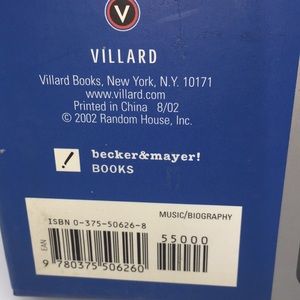 V
VILLARD
Villard Books, New York, N.Y. 10171
www.villard.com
Printed in China 8/02
© 2002 Random House, Inc.
! becker&mayer!
BOOKS
MUSIC/BIOGRAPHY
ISBN 0-375-50626-8
55000
EAN
9 780375 506260